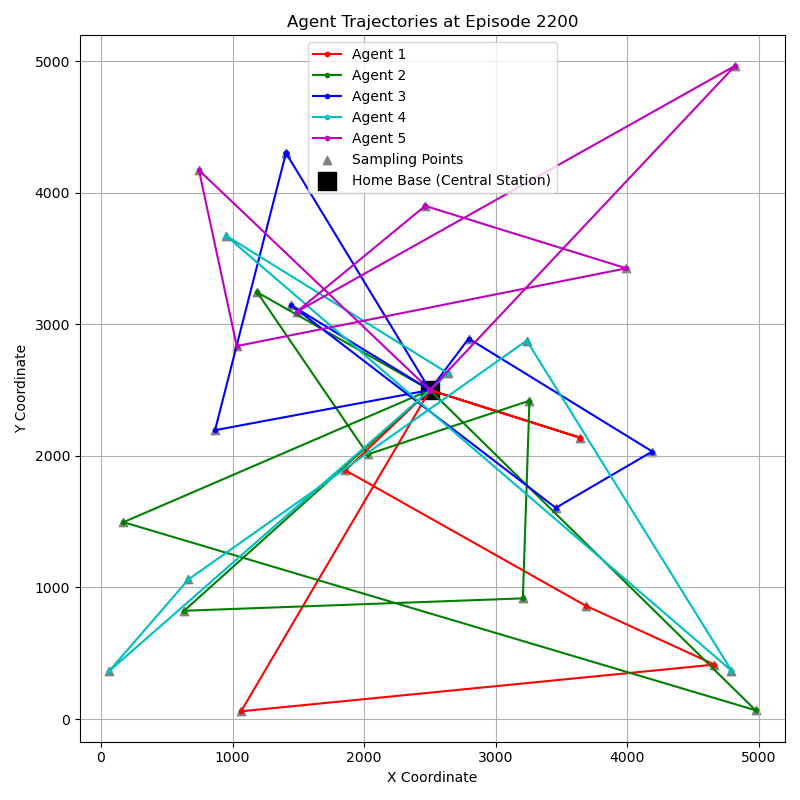 Agent Trajectories at Episode 2200
Agent 1
Agent 2
Agent 3
Agent 4
Agent 5
Sampling Points
Home Base (Central Station)
5000
4000
3000
2000
1000
0
Y Coordinate
0 1000 2000 3000 4000 5000
X Coordinate